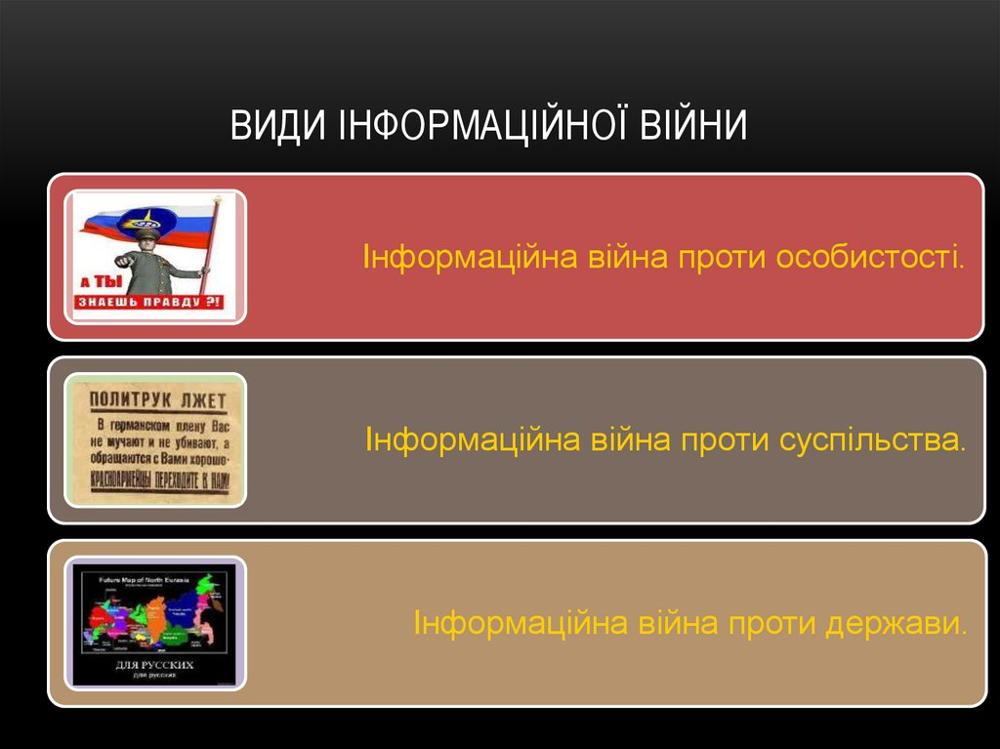 ВИДИ ІНФОРМАЦІЙНОЇ ВІЙНИ
А ТЫ
ЗНАЕШЬ ПРАВДУ ?!
Інформаційна війна проти особистості.
ПОЛИТРУК ЛЖЕТ
В германском плену Вас
не мучают и не убивают, а
обращаются с Вами хорошо.
КРАСНОАРМЕЙЦЫ ПЕРЕХОДИТЕ К НАМ!
Інформаційна війна проти суспільства.
Future Map of North Eurasia
ДЛЯ РУССКИХ
для русских
Інформаційна війна проти держави.